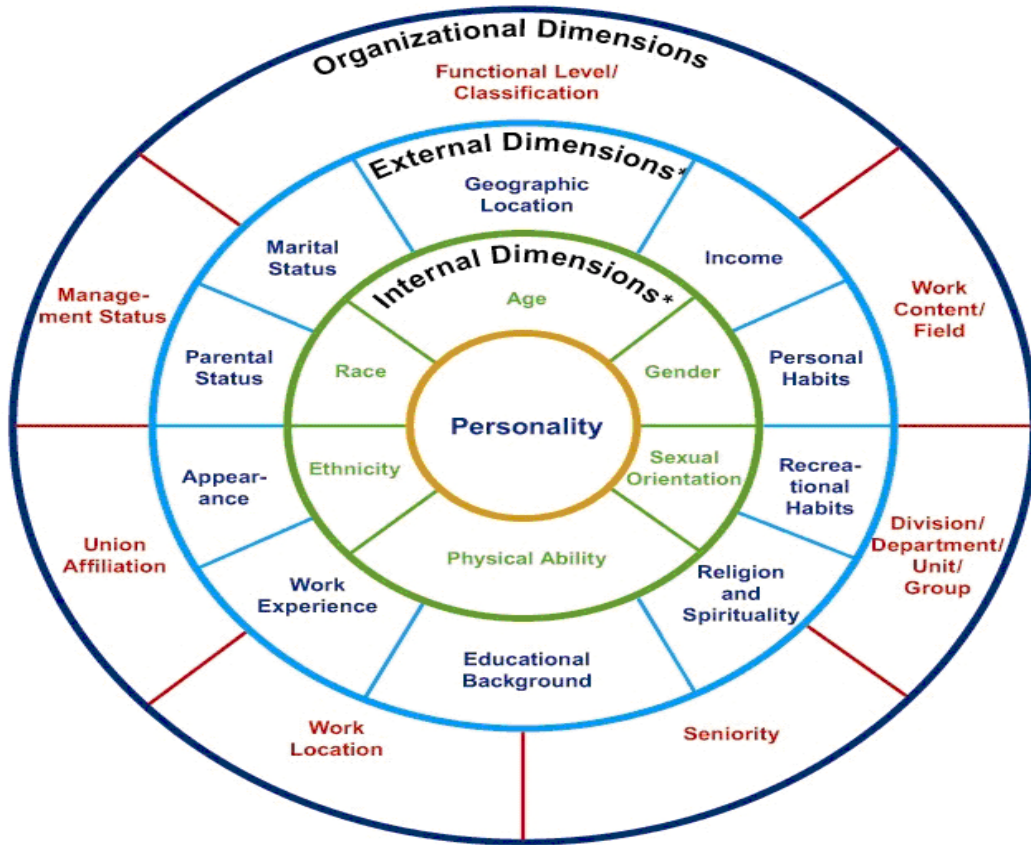 Organizational Dimensions
Functional Level/
Classification
External Dimensions*
Geographic
Location
Marital
Status
Income
Internal Dimensions*
Age
Manage-
ment Status
Work
Content/
Field
Parental
Status
Race
Gender
Personal
Habits
Personality
Appear-
ance
Ethnicity
Sexual
Orientation
Recrea-
tional
Habits
Union
Affiliation
Division/
Department/
Unit/
Group
Physical Ability
Work
Experience
Religion
and
Spirituality
Educational
Background
Work
Location
Seniority